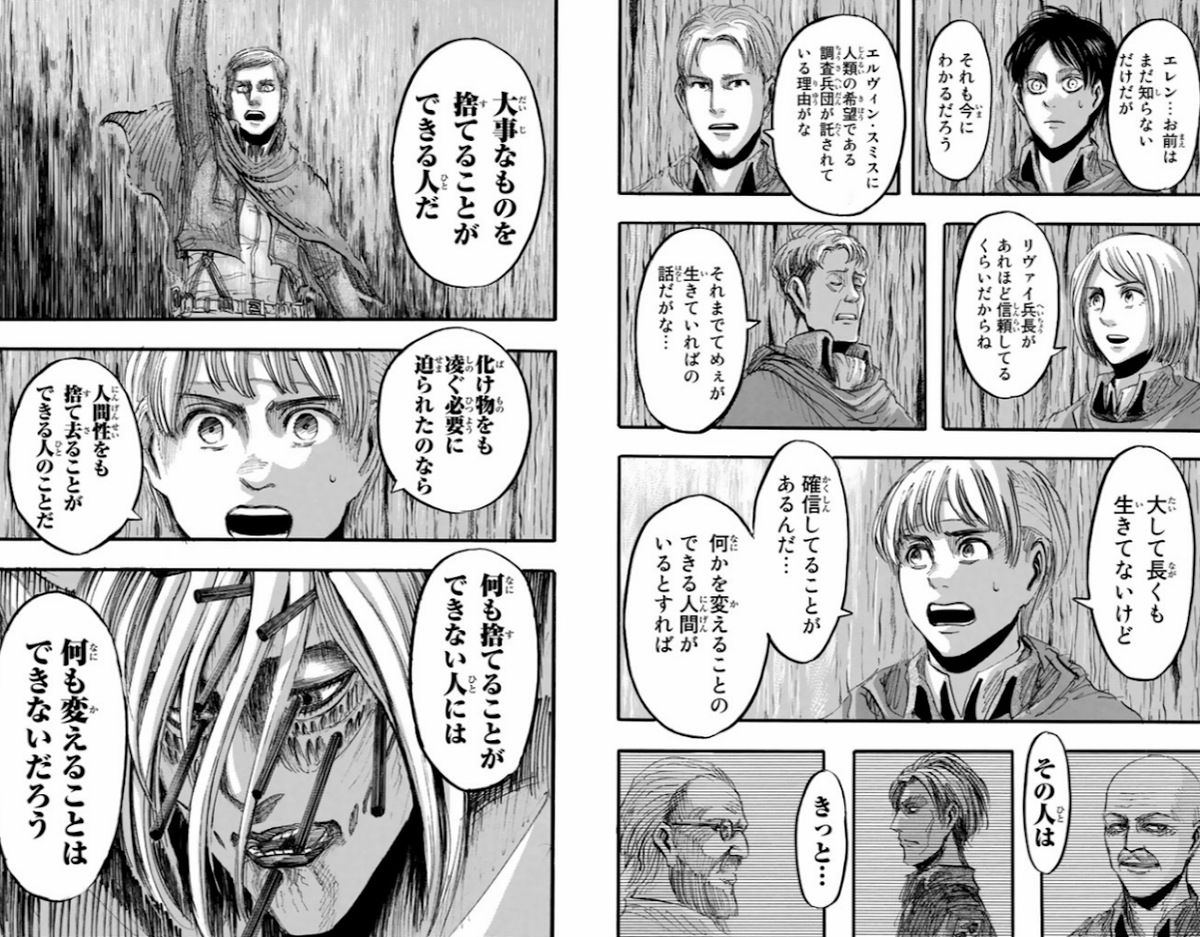 エレン…お前は
まだ知らない
だけだが
それも今に
わかるだろう
エルヴィン・スミスに
人類の希望である
調査兵団が託されて
いる理由がな
リヴァイ兵長が
あれほど信頼してる
くらいだからね
それまでてめぇが
生きていればの
話だがな…
大して長くも
生きてないけど
確信してることが
あるんだ…
何かを変えることの
できる人間が
いるとすれば
その人は
きっと…
大事なものを
捨てることが
できる人だ
化け物をも
凌ぐ必要に
迫られたのなら
人間性をも
捨て去ることが
できる人のことだ
何も捨てることが
できない人には
何も変えることは
できないだろう